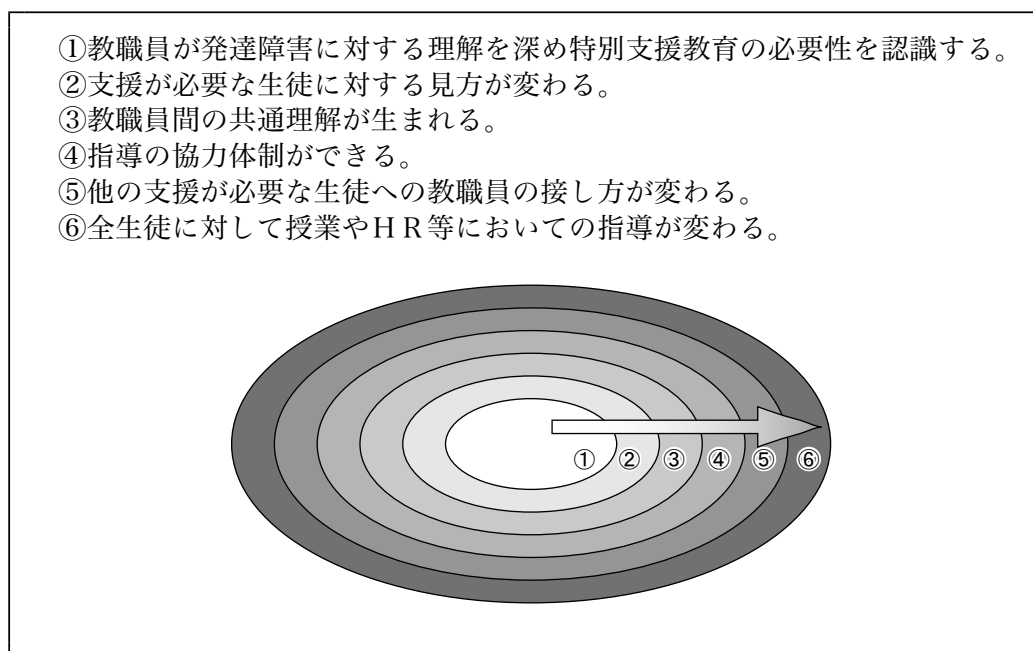 ①教職員が発達障害に対する理解を深め特別支援教育の必要性を認識する。
②支援が必要な生徒に対する見方が変わる。
③教職員間の共通理解が生まれる。
④指導の協力体制ができる。
⑤他の支援が必要な生徒への教職員の接し方が変わる。
⑥全生徒に対して授業やＨＲ等においての指導が変わる。
① ② ③ ④ ⑤ ⑥